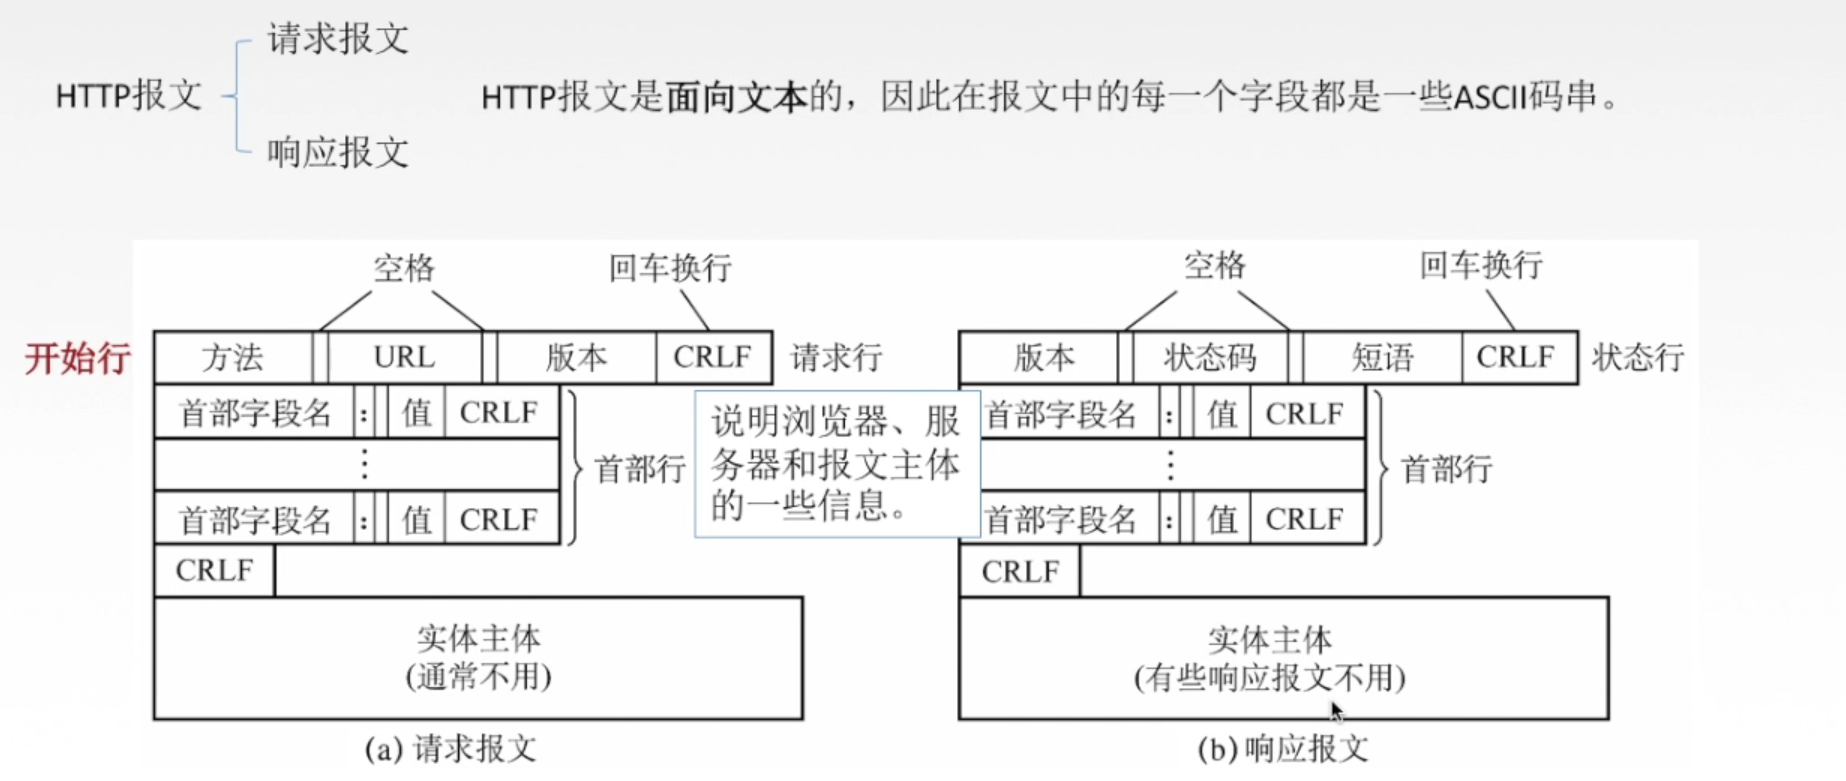 请求报文
HTTP报文
HTTP报文是面向文本的，因此在报文中的每一个字段都是一些ASCII码串。
响应报文
空格
回车换行
开始行
方法 URL 版本 CRLF
请求行
首部字段名 : 值 CRLF
⋮
首部字段名 : 值 CRLF
首部行
CRLF
实体主体
(通常不用)
(a) 请求报文
说明浏览器、服
务器和报文主体
的一些信息。
空格
回车换行
版本 状态码 短语 CRLF
状态行
首部字段名 : 值 CRLF
⋮
首部字段名 : 值 CRLF
首部行
CRLF
实体主体
(有些响应报文不用)
(b) 响应报文